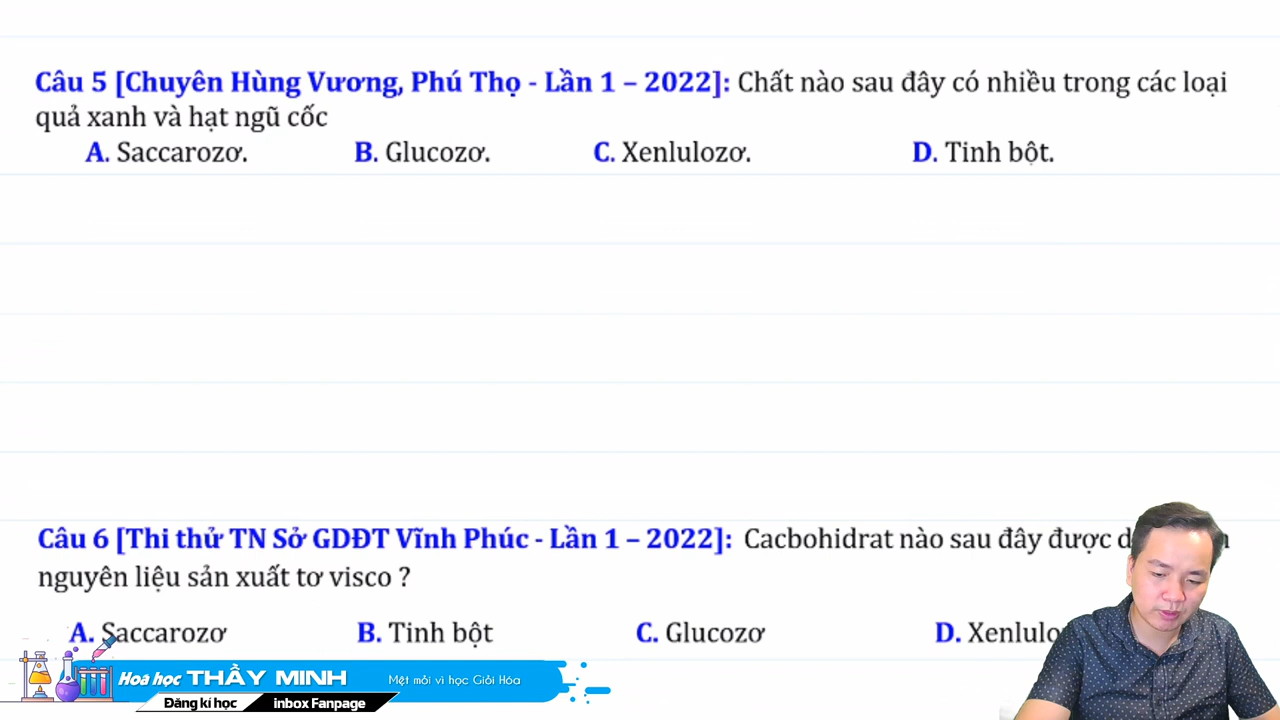 Câu 5 [Chuyên Hùng Vương, Phú Thọ - Lần 1 – 2022]: Chất nào sau đây có nhiều trong các loại
quả xanh và hạt ngũ cốc
A. Saccarozơ. B. Glucozơ. C. Xenlulozơ. D. Tinh bột.
Câu 6 [Thi thử TN Sở GDĐT Vĩnh Phúc - Lần 1 – 2022]: Cacbohidrat nào sau đây được
nguyên liệu sản xuất tơ visco ?
A. Saccarozơ B. Tinh bột C. Glucozơ D.
Hoá học THẦY MINH Mệt mỏi vì học Giỏi Hóa
Đăng kí học inbox Fanpage